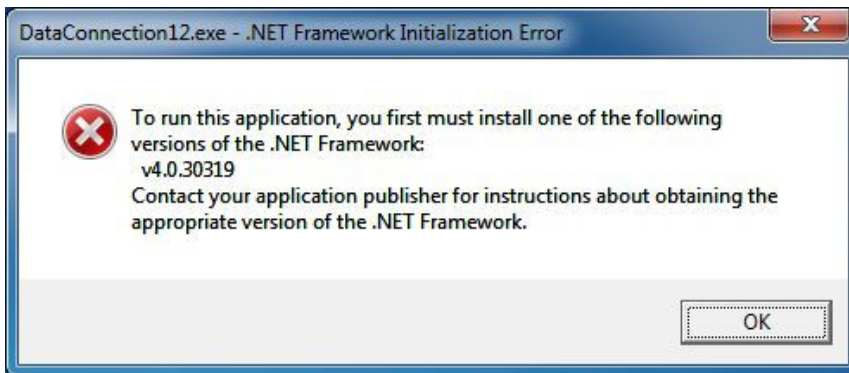 DataConnection12.exe - .NET Framework Initialization Error
To run this application, you first must install one of the following
versions of the .NET Framework:
v4.0.30319
Contact your application publisher for instructions about obtaining the
appropriate version of the .NET Framework.
OK